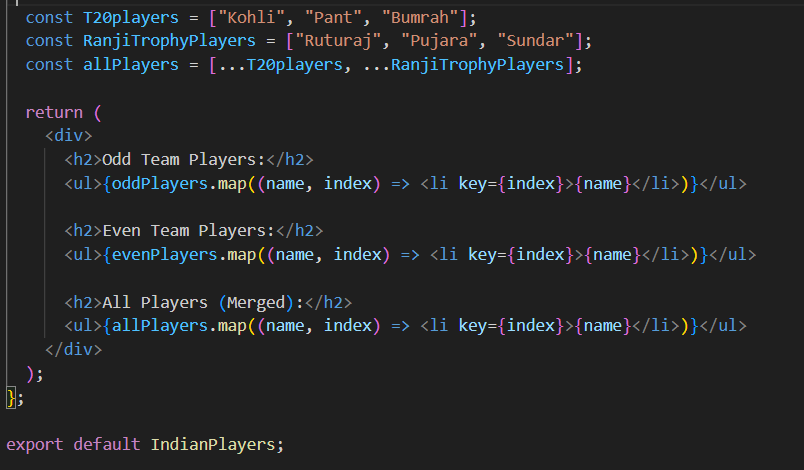 const T20players = ["Kohli", "Pant", "Bumrah"];
const RanjiTrophyPlayers = ["Ruturaj", "Pujara", "Sundar"];
const allPlayers = [...T20players, ...RanjiTrophyPlayers];
return (
<div>
<h2>Odd Team Players:</h2>
<ul>{oddPlayers.map((name, index) => <li key={index}>{name}</li>)}</ul>
<h2>Even Team Players:</h2>
<ul>{evenPlayers.map((name, index) => <li key={index}>{name}</li>)}</ul>
<h2>All Players (Merged):</h2>
<ul>{allPlayers.map((name, index) => <li key={index}>{name}</li>)}</ul>
</div>
);
};
export default IndianPlayers;